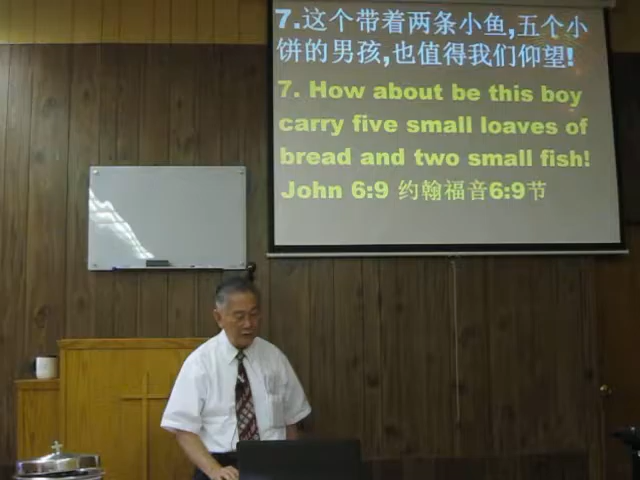 7.这个带着两条小鱼,五个小
饼的男孩,也值得我们仰望!
7. How about be this boy
carry five small loaves of
bread and two small fish!
John 6:9 约翰福音6:9节